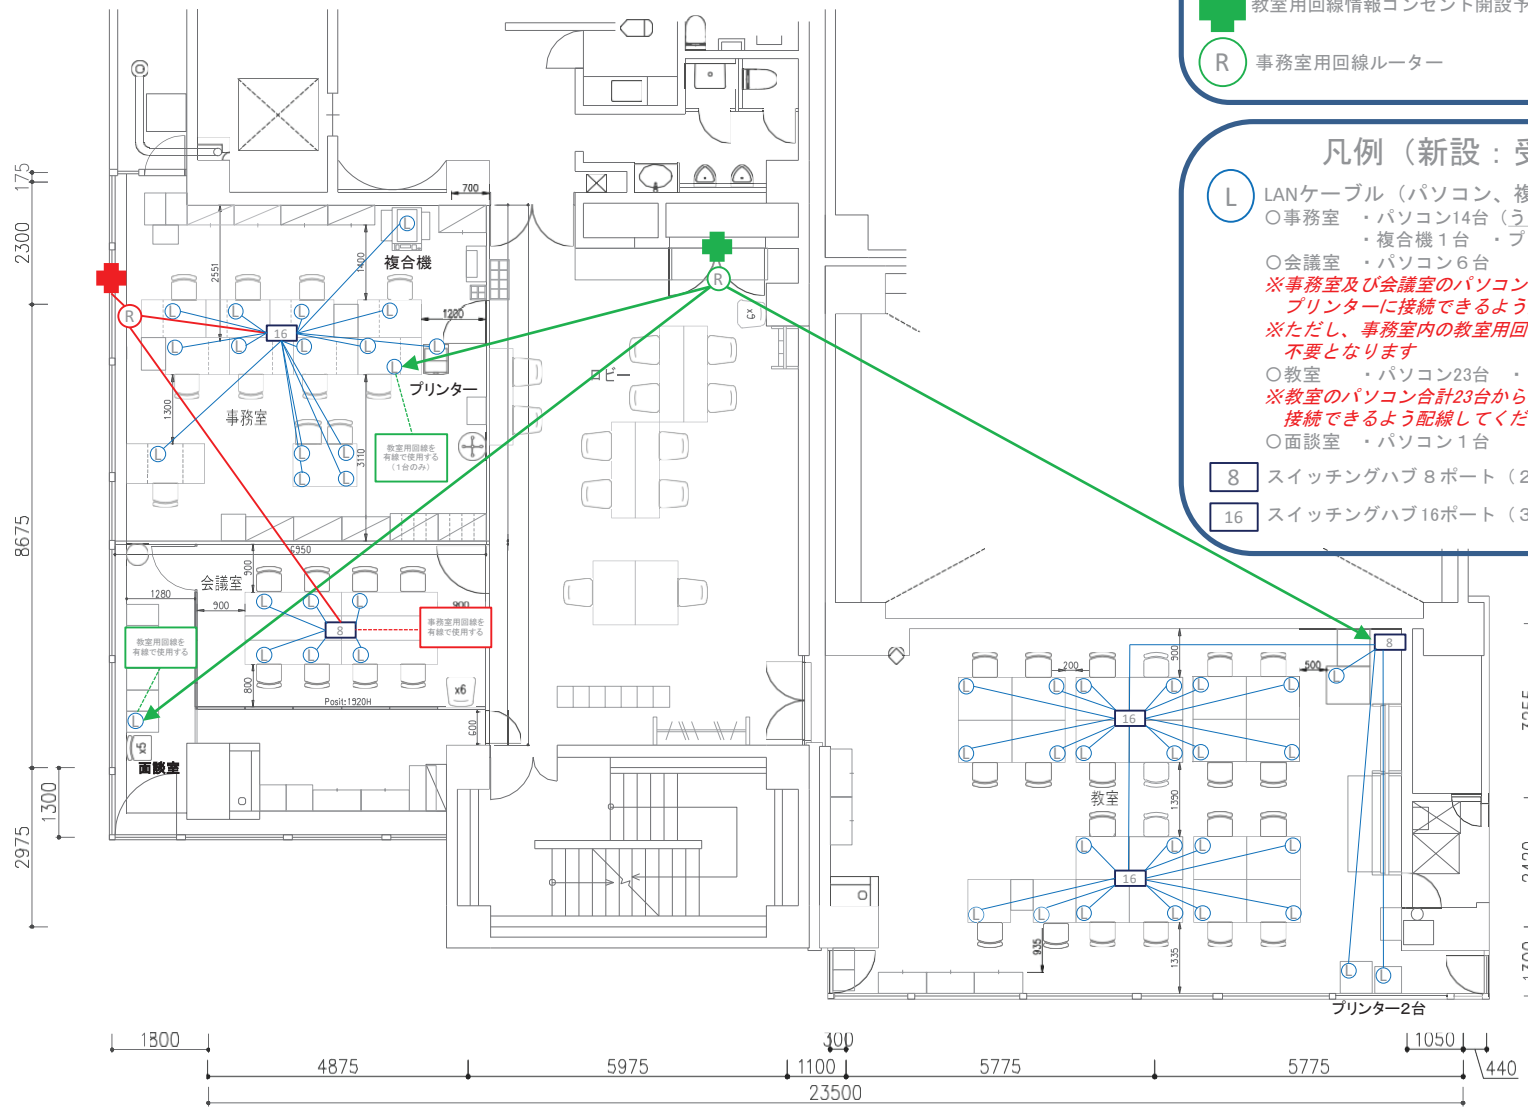 教室用回線情報コンセント開設予
R 事務室用回線ルーター
凡例（新設：受
L LANケーブル（パソコン、複
○事務室 ・パソコン14台（う
・複合機１台 ・プ
○会議室 ・パソコン６台
※事務室及び会議室のパソコン
プリンターに接続できるよう
※ただし、事務室内の教室用回
不要となります
○教室 ・パソコン23台 ・
※教室のパソコン合計23台から
接続できるよう配線してくだ
○面談室 ・パソコン１台
8 スイッチングハブ８ポート（2
16 スイッチングハブ16ポート（3
175
2300
8675
1300
2975
700
L
複合機
2551
1400
1200
R
R
x9
L L L L
16
L L L L L
L
プリンター
ロビー
1300
事務室
3110
教室用回線を
有線で使用する
（1台のみ）
L L L
L L
6950
会議室
900
1280
900
900
L L L
8
事務室用回線を
有線で使用する
教室用回線を
有線で使用する
L L L
800
Posit:1920H
x6
600
L
x5
面談室
8
200
900
500
L
L L L L L L
16
L L L L L L
教室
1350
L L L L
16
L L L L L L
935
1335
L L
プリンター2台
1300
300
1050
440
4875
5975
1100
5775
5775
23500